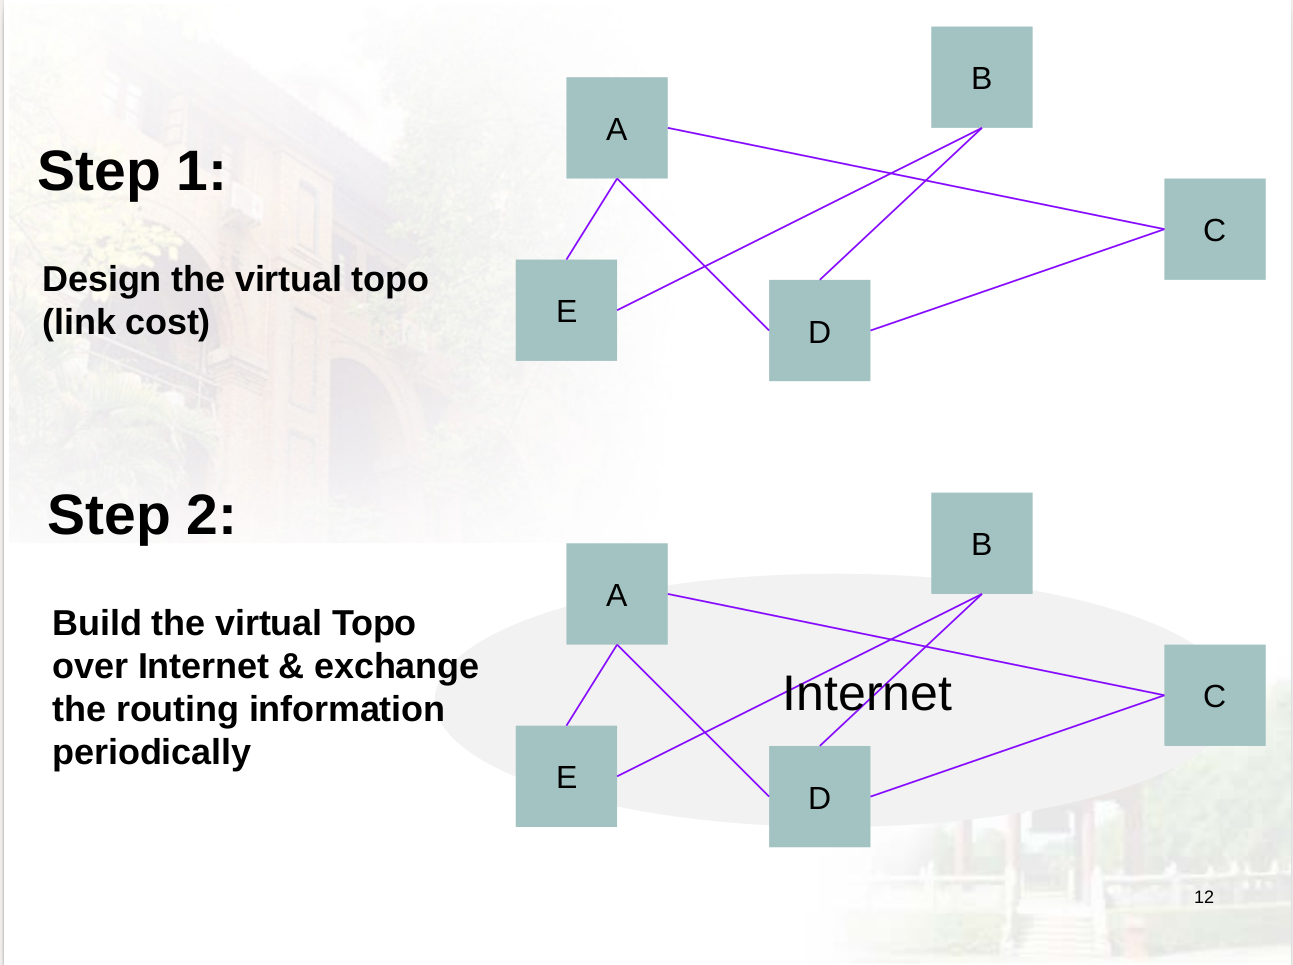 Step 1:
Design the virtual topo
(link cost)
A
B
C
E
D
Step 2:
Build the virtual Topo
over Internet & exchange
the routing information
periodically
A
B
Internet
C
E
D
12